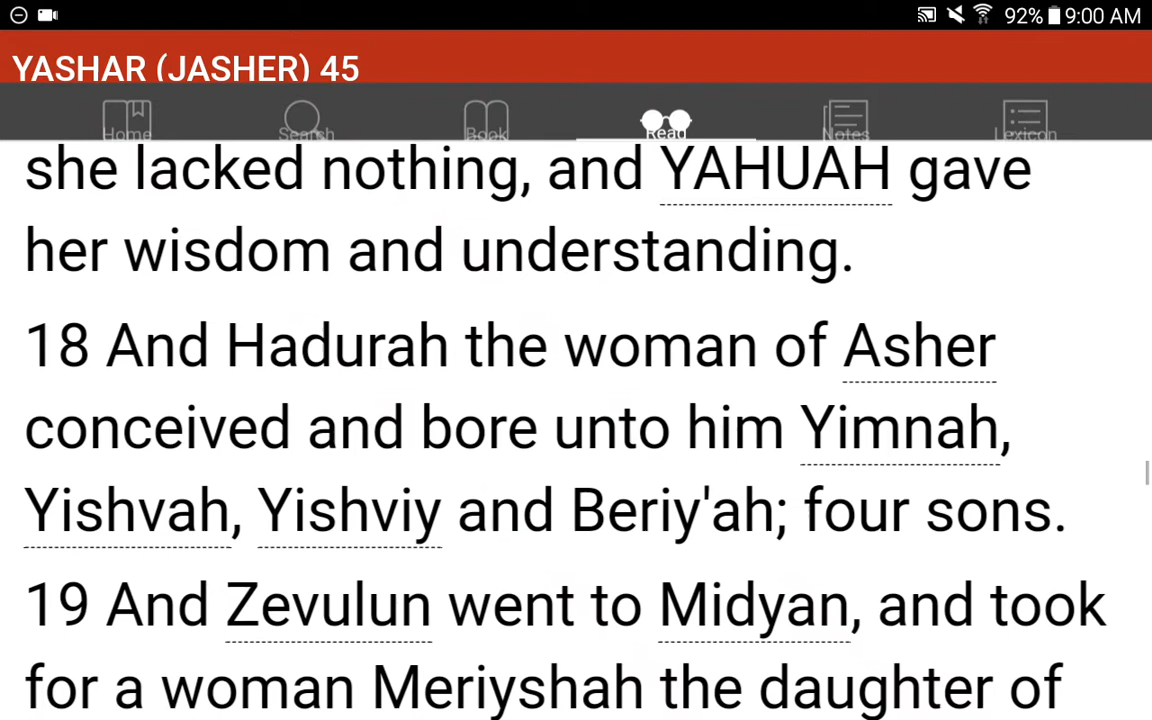 92% 9:00 AM
YASHAR (JASHER) 45
Home Search Book Read Notes Lexicon
she lacked nothing, and YAHUAH gave
her wisdom and understanding.
18 And Hadurah the woman of Asher
conceived and bore unto him Yimnah,
Yishvah, Yishviy and Beriy'ah; four sons.
19 And Zevulun went to Midyan, and took
for a woman Meriyshah the daughter of